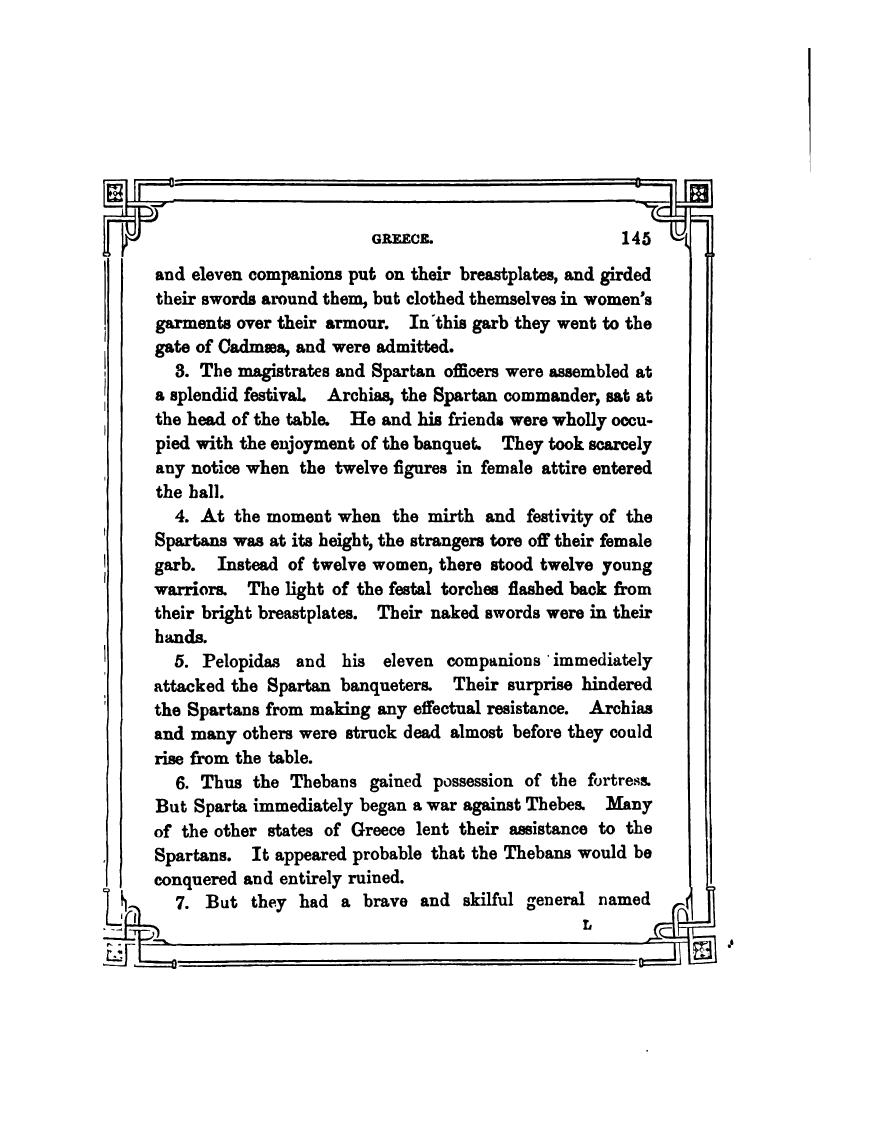 GREECE. 145
and eleven companions put on their breastplates, and girded
their swords around them, but clothed themselves in women's
garments over their armour. In this garb they went to the
gate of Cadmæa, and were admitted.
3. The magistrates and Spartan officers were assembled at
a splendid festival. Archias, the Spartan commander, sat at
the head of the table. He and his friends were wholly occu-
pied with the enjoyment of the banquet. They took scarcely
any notice when the twelve figures in female attire entered
the hall.
4. At the moment when the mirth and festivity of the
Spartans was at its height, the strangers tore off their female
garb. Instead of twelve women, there stood twelve young
warriors. The light of the festal torches flashed back from
their bright breastplates. Their naked swords were in their
hands.
5. Pelopidas and his eleven companions immediately
attacked the Spartan banqueters. Their surprise hindered
the Spartans from making any effectual resistance. Archias
and many others were struck dead almost before they could
rise from the table.
6. Thus the Thebans gained possession of the fortress.
But Sparta immediately began a war against Thebes. Many
of the other states of Greece lent their assistance to the
Spartans. It appeared probable that the Thebans would be
conquered and entirely ruined.
7. But they had a brave and skilful general named
L